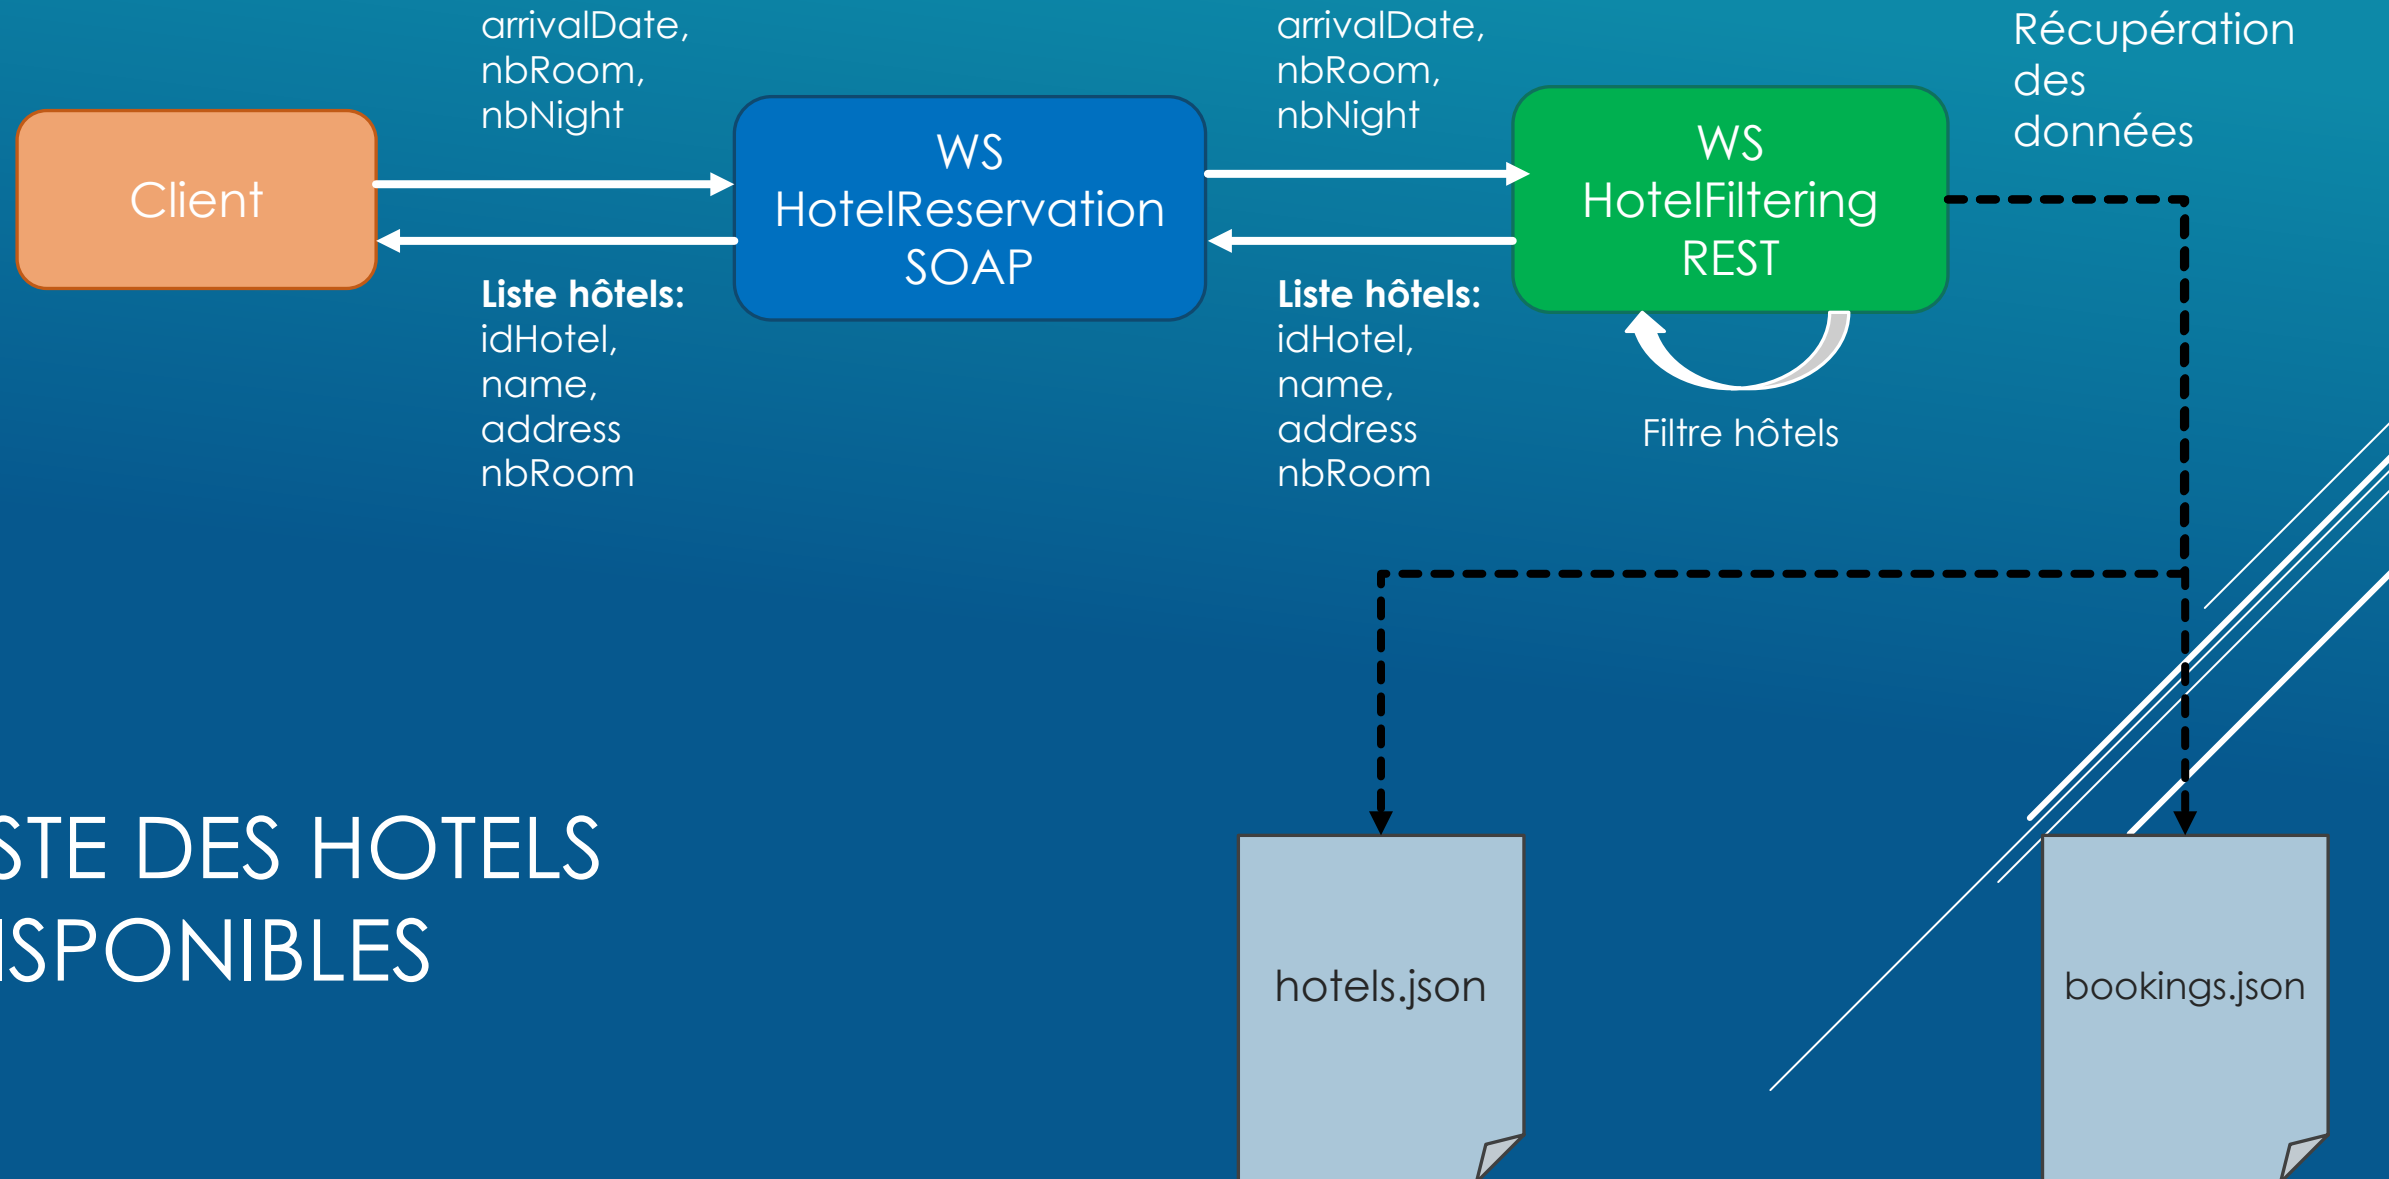 arrivalDate,
nbRoom,
nbNight
arrivalDate,
nbRoom,
nbNight
Récupération
des
données
Client
WS
HotelReservation
SOAP
WS
HotelFiltering
REST
Liste hôtels:
idHotel,
name,
address
nbRoom
Liste hôtels:
idHotel,
name,
address
nbRoom
Filtre hôtels
STE DES HOTELS
ISPONIBLES
hotels.json
bookings.json